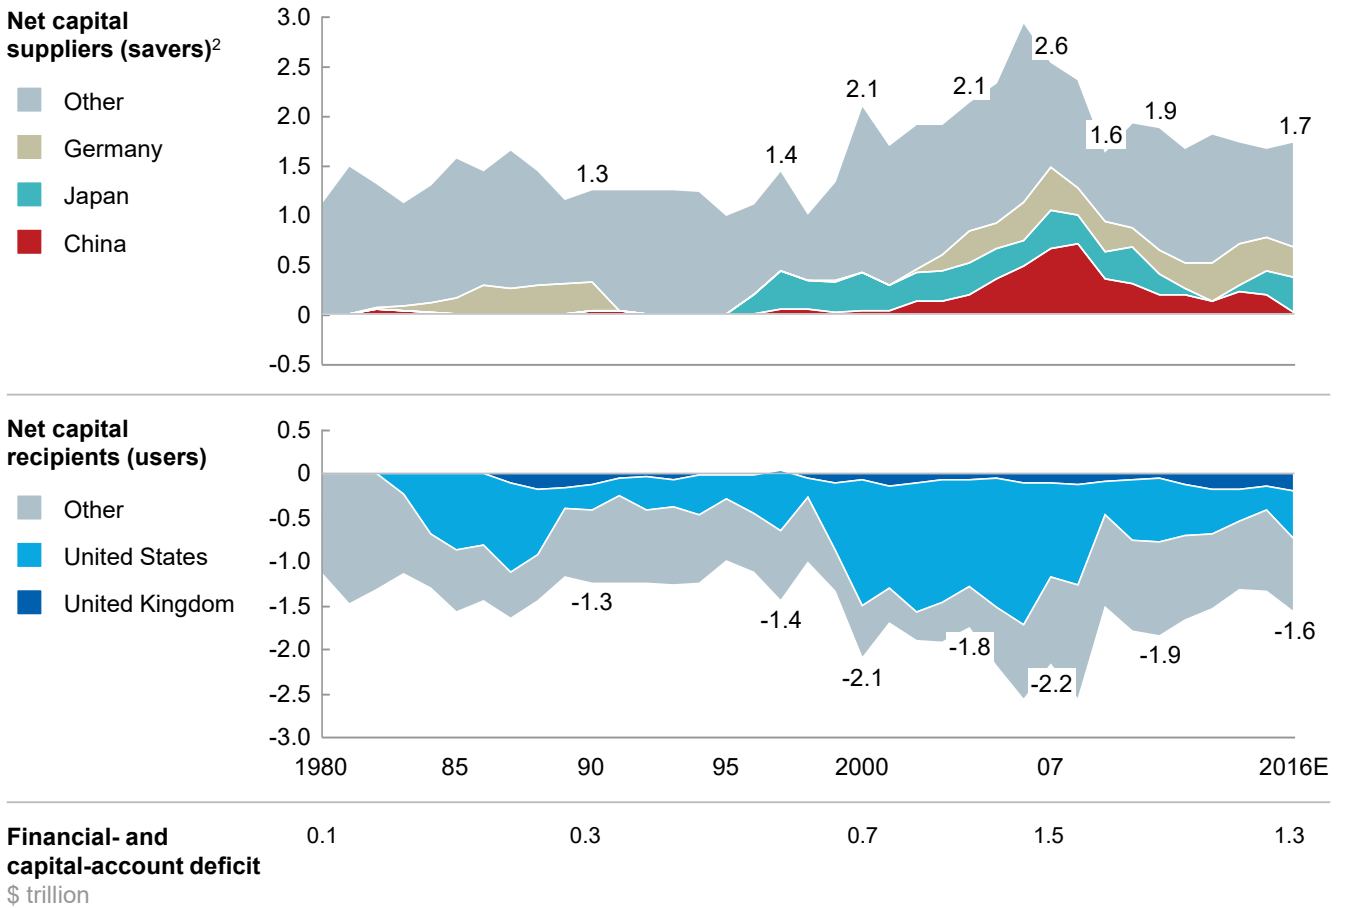 Net capital
suppliers (savers)2
Other
Germany
Japan
China
3.0
2.5
2.0
1.5
1.0
0.5
0
-0.5
1.3
1.4
2.1
2.1
2.6
1.6
1.9
1.7
Net capital
recipients (users)
Other
United States
United Kingdom
0.5
0
-0.5
-1.0
-1.5
-2.0
-2.5
-3.0
-1.3
-1.4
-2.1
-1.8
-2.2
-1.9
-1.6
1980 85 90 95 2000 07 2016E
Financial- and
capital-account deficit
$ trillion
0.1 0.3 0.7 1.5 1.3